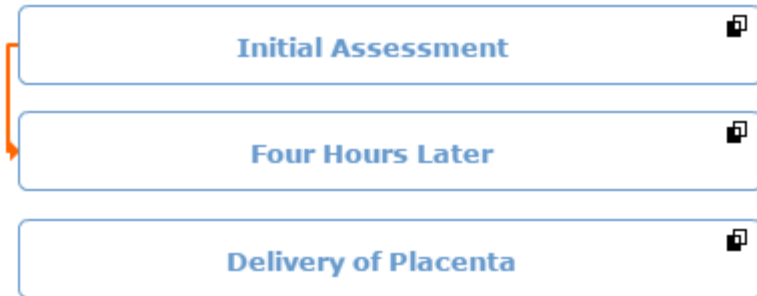 Initial Assessment
Four Hours Later
Delivery of Placenta